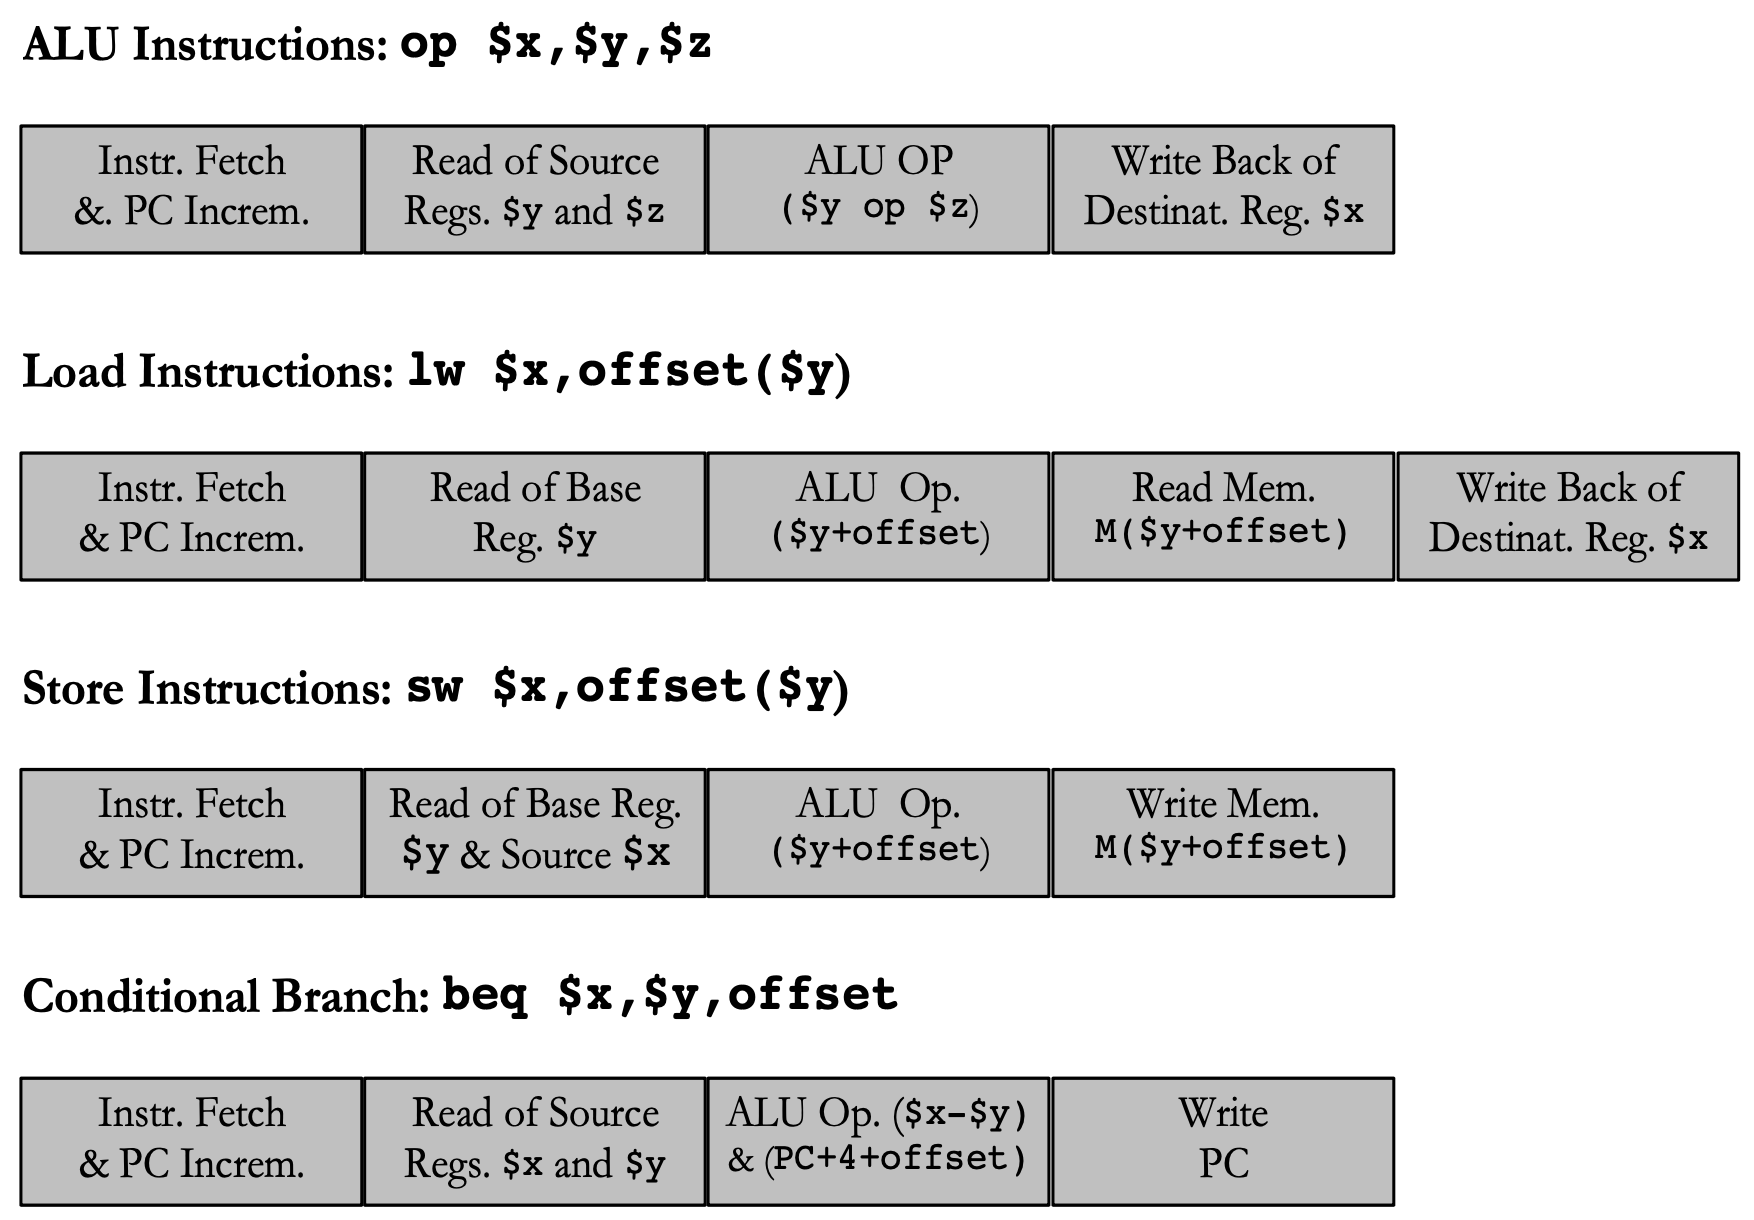 ALU Instructions: op $x,$y,$z
Instr. Fetch
&. PC Increm.
Read of Source
Regs. $y and $z
ALU OP
($y op $z)
Write Back of
Destinat. Reg. $x
Load Instructions: lw $x,offset($y)
Instr. Fetch
& PC Increm.
Read of Base
Reg. $y
ALU Op.
($y+offset)
Read Mem.
M($y+offset)
Write Back of
Destinat. Reg. $x
Store Instructions: sw $x,offset($y)
Instr. Fetch
& PC Increm.
Read of Base Reg.
$y & Source $x
ALU Op.
($y+offset)
Write Mem.
M($y+offset)
Conditional Branch: beq $x,$y,offset
Instr. Fetch
& PC Increm.
Read of Source
Regs. $x and $y
ALU Op. ($x-$y)
& (PC+4+offset)
Write
PC